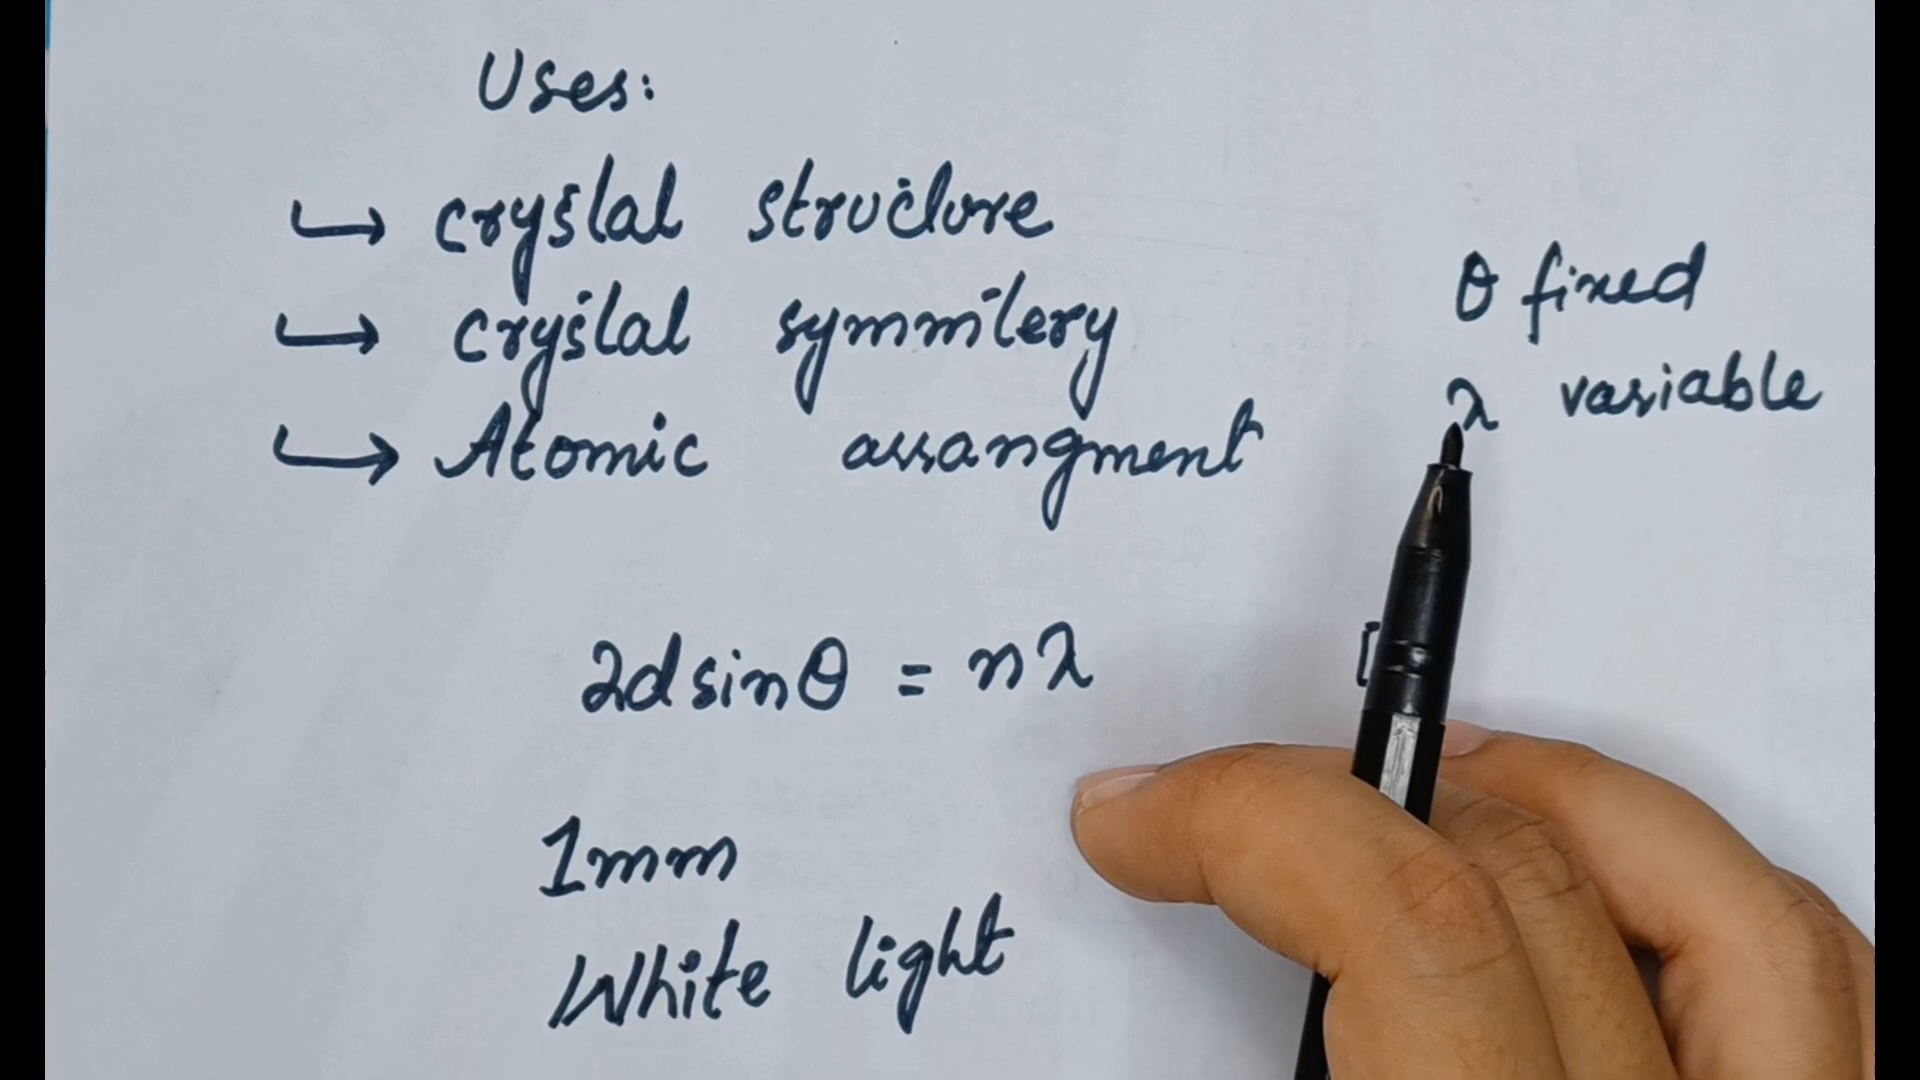 Uses:
↳ crystal structure
↳ crystal symmitery
↳ Atomic arrangment
θ fixed
λ variable
2d sinθ = nλ
1mm
White light